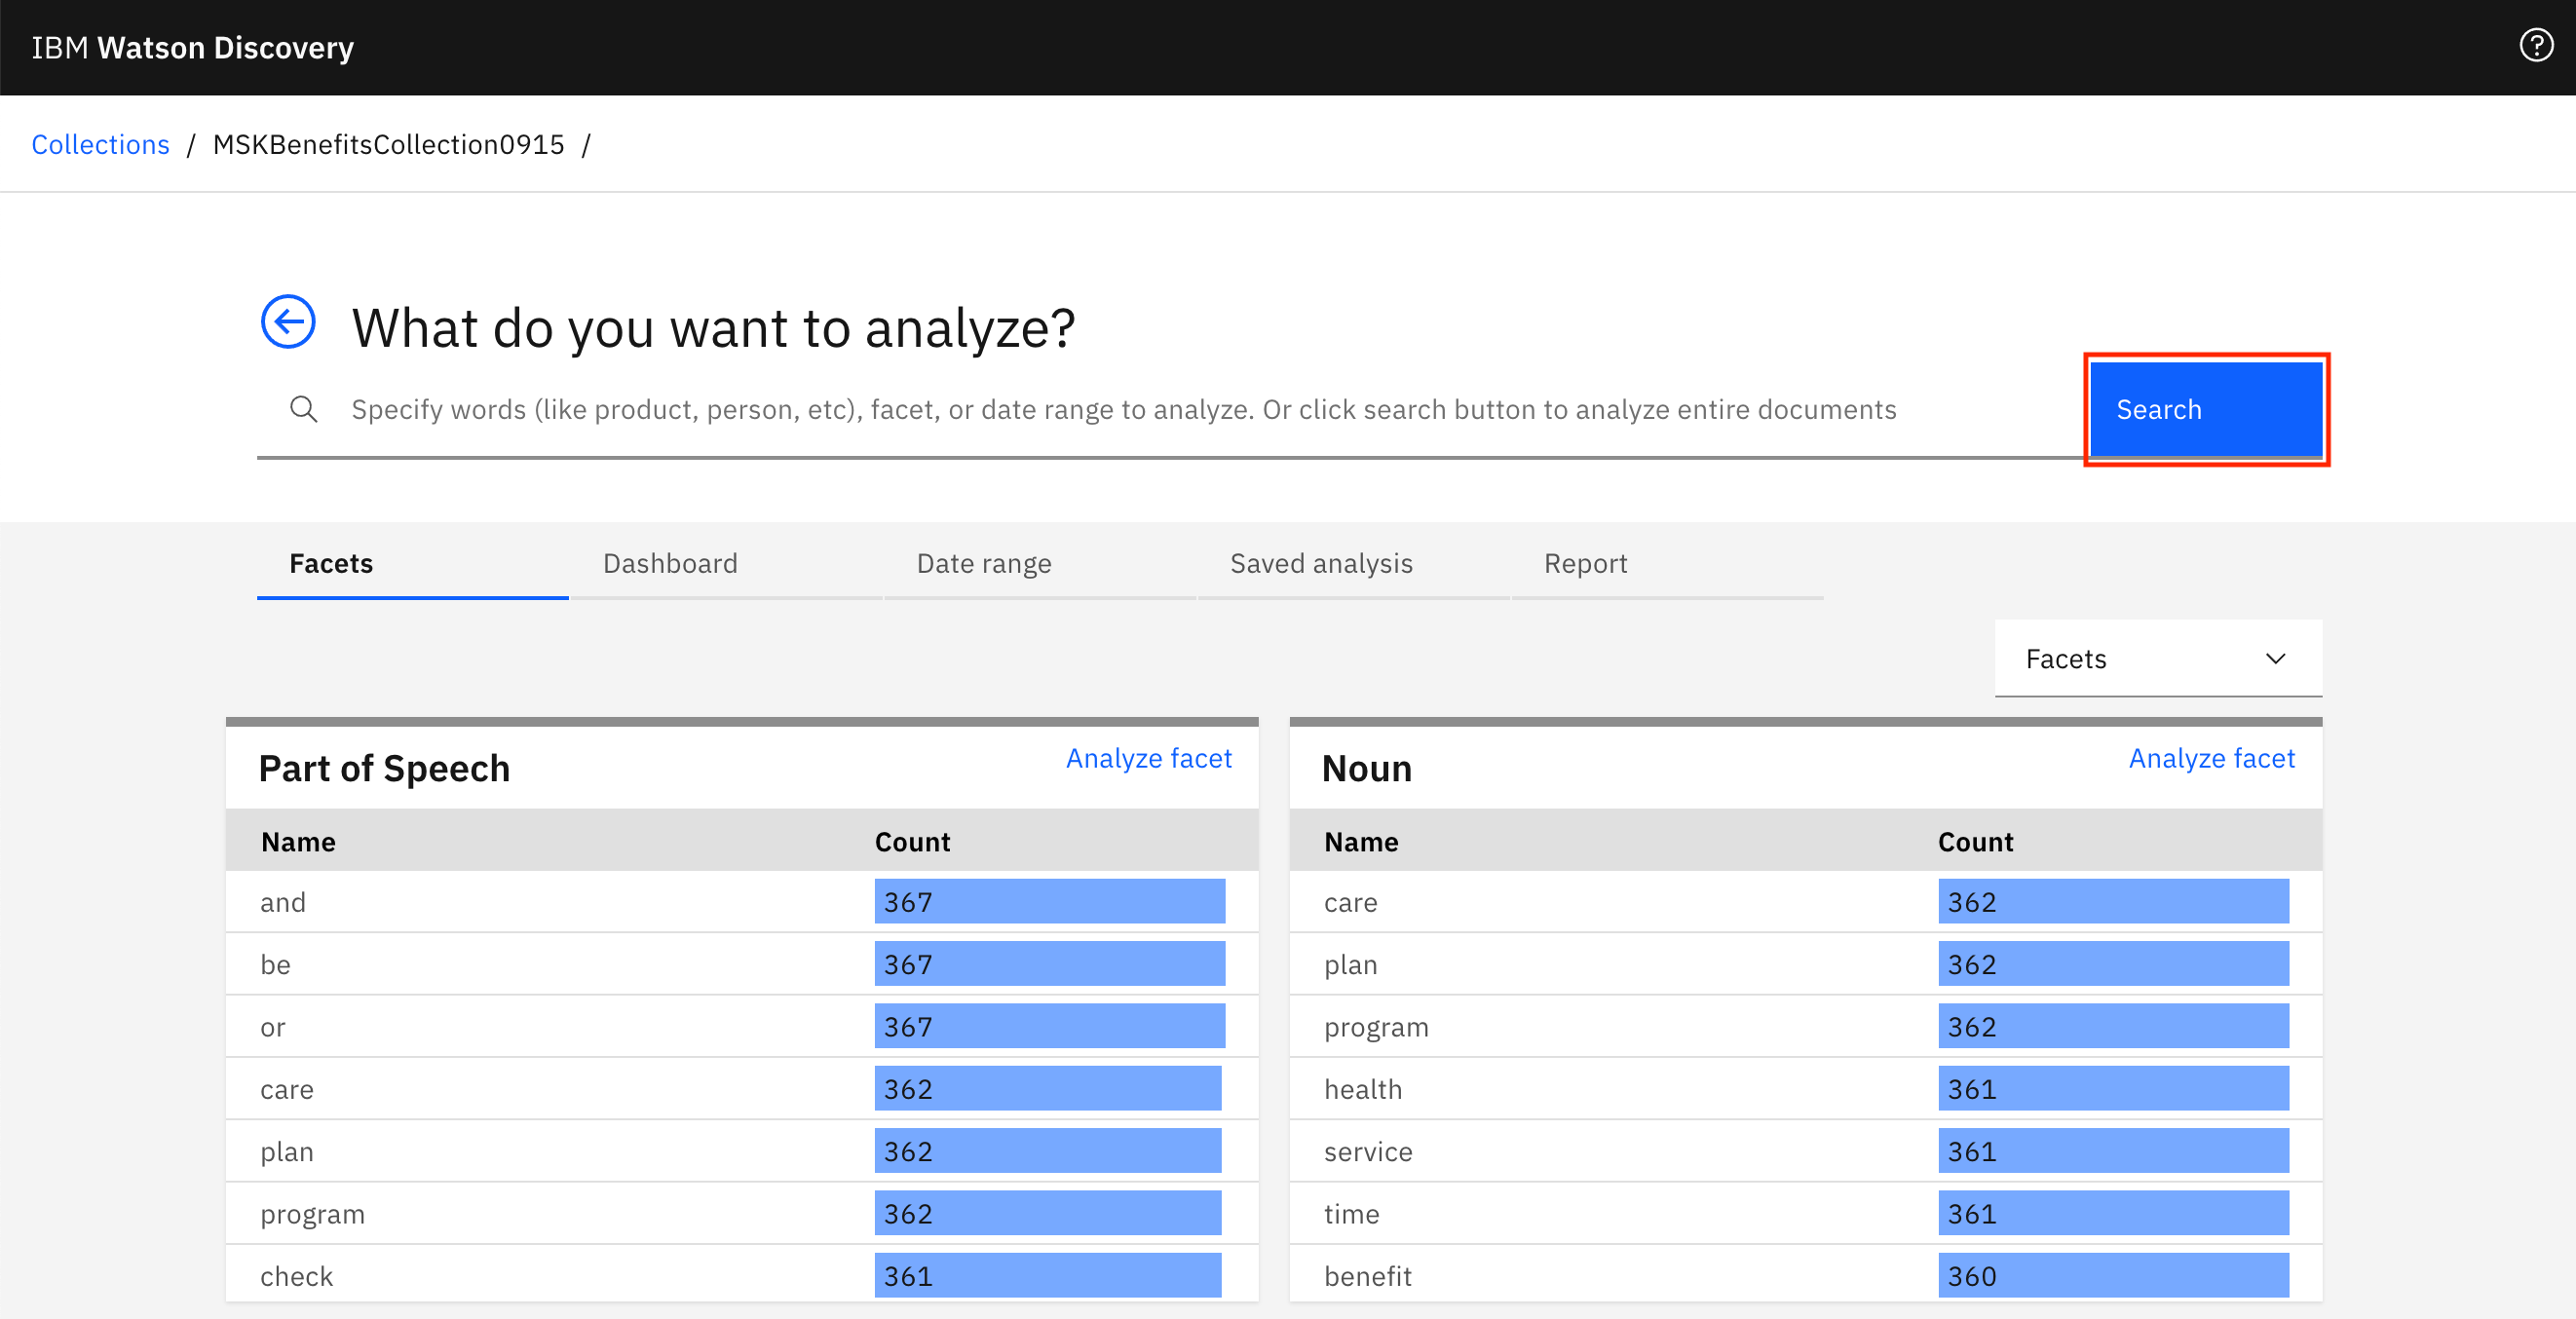 IBM Watson Discovery
Collections / MSKBenefitsCollection0915 /
What do you want to analyze?
Specify words (like product, person, etc), facet, or date range to analyze. Or click search button to analyze entire documents
Search
Facets Dashboard Date range Saved analysis Report
Facets
Part of Speech Analyze facet
Name Count
and 367
be 367
or 367
care 362
plan 362
program 362
check 361
Noun Analyze facet
Name Count
care 362
plan 362
program 362
health 361
service 361
time 361
benefit 360